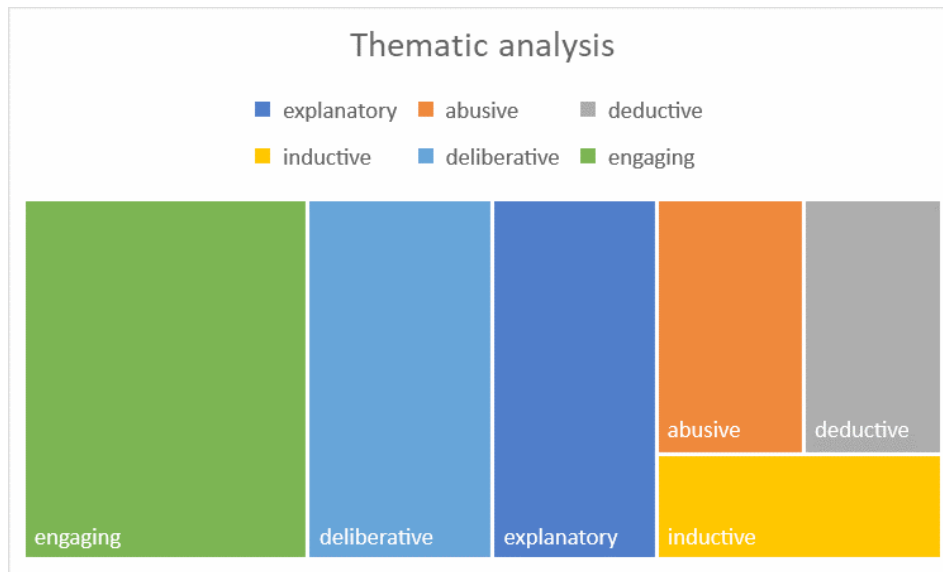 Thematic analysis
explanatory abusive deductive
inductive deliberative engaging
abusive deductive
engaging deliberative explanatory inductive